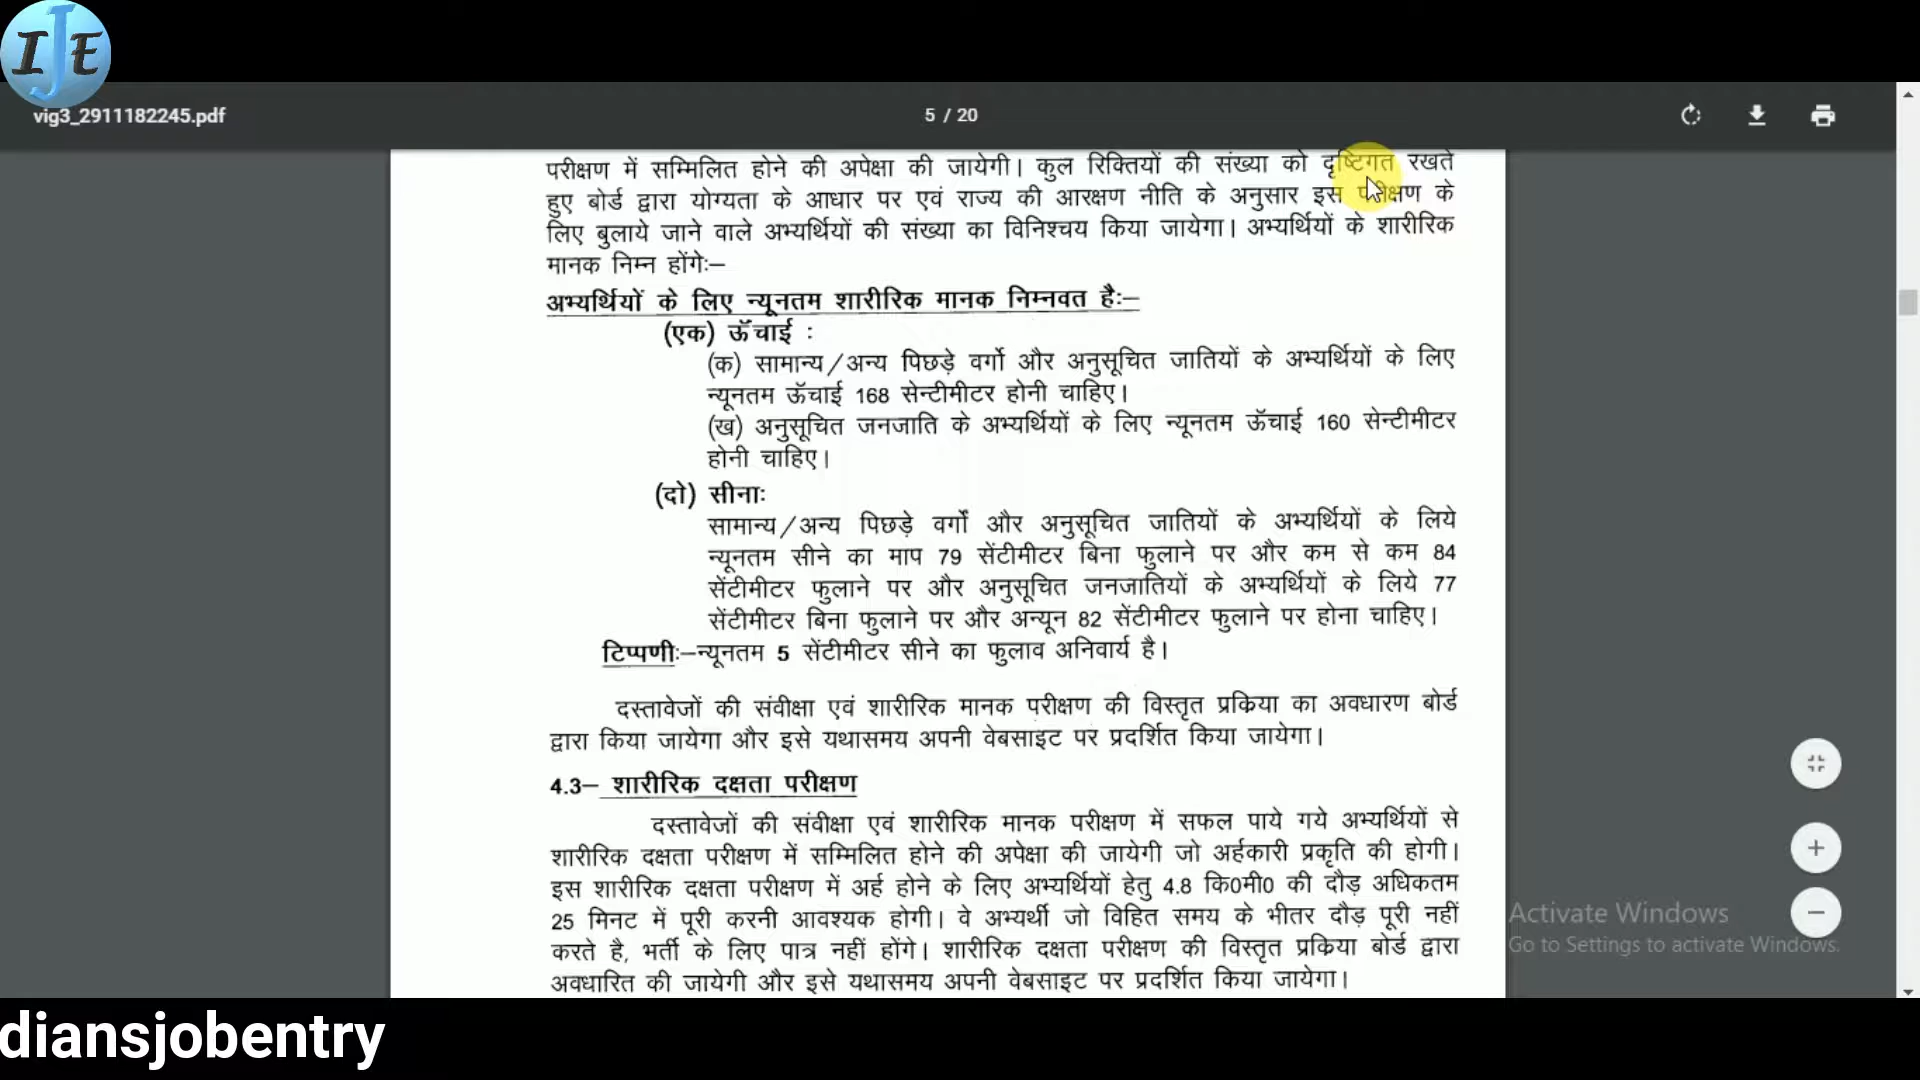 IJE
vig3_2911182245.pdf
5 / 20
परीक्षण में सम्मिलित होने की अपेक्षा की जायेगी। कुल रिक्तियों की संख्या को दृष्टिगत रखते
हुए बोर्ड द्वारा योग्यता के आधार पर एवं राज्य की आरक्षण नीति के अनुसार इस परीक्षण के
लिए बुलाये जाने वाले अभ्यर्थियों की संख्या का विनिश्चय किया जायेगा। अभ्यर्थियों के शारीरिक
मानक निम्न होंगेः–
अभ्यर्थियों के लिए न्यूनतम शारीरिक मानक निम्नवत हैः–
(एक) ऊँचाई :
(क) सामान्य/अन्य पिछड़े वर्गो और अनुसूचित जातियों के अभ्यर्थियों के लिए
न्यूनतम ऊँचाई 168 सेन्टीमीटर होनी चाहिए।
(ख) अनुसूचित जनजाति के अभ्यर्थियों के लिए न्यूनतम ऊँचाई 160 सेन्टीमीटर
होनी चाहिए।
(दो) सीनाः
सामान्य/अन्य पिछड़े वर्गों और अनुसूचित जातियों के अभ्यर्थियों के लिये
न्यूनतम सीने का माप 79 सेंटीमीटर बिना फुलाने पर और कम से कम 84
सेंटीमीटर फुलाने पर और अनुसूचित जनजातियों के अभ्यर्थियों के लिये 77
सेंटीमीटर बिना फुलाने पर और अन्यून 82 सेंटीमीटर फुलाने पर होना चाहिए।
टिप्पणीः–न्यूनतम 5 सेंटीमीटर सीने का फुलाव अनिवार्य है।
दस्तावेजों की संवीक्षा एवं शारीरिक मानक परीक्षण की विस्तृत प्रकिया का अवधारण बोर्ड
द्वारा किया जायेगा और इसे यथासमय अपनी वेबसाइट पर प्रदर्शित किया जायेगा।
4.3– शारीरिक दक्षता परीक्षण
दस्तावेजों की संवीक्षा एवं शारीरिक मानक परीक्षण में सफल पाये गये अभ्यर्थियों से
शारीरिक दक्षता परीक्षण में सम्मिलित होने की अपेक्षा की जायेगी जो अर्हकारी प्रकृति की होगी।
इस शारीरिक दक्षता परीक्षण में अर्ह होने के लिए अभ्यर्थियों हेतु 4.8 कि0मी0 की दौड़ अधिकतम
25 मिनट में पूरी करनी आवश्यक होगी। वे अभ्यर्थी जो विहित समय के भीतर दौड़ पूरी नहीं
करते है, भर्ती के लिए पात्र नहीं होंगे। शारीरिक दक्षता परीक्षण की विस्तृत प्रकिया बोर्ड द्वारा
अवधारित की जायेगी और इसे यथासमय अपनी वेबसाइट पर प्रदर्शित किया जायेगा।
Activate Windows
Go to Settings to activate Windows.
diansjobentry